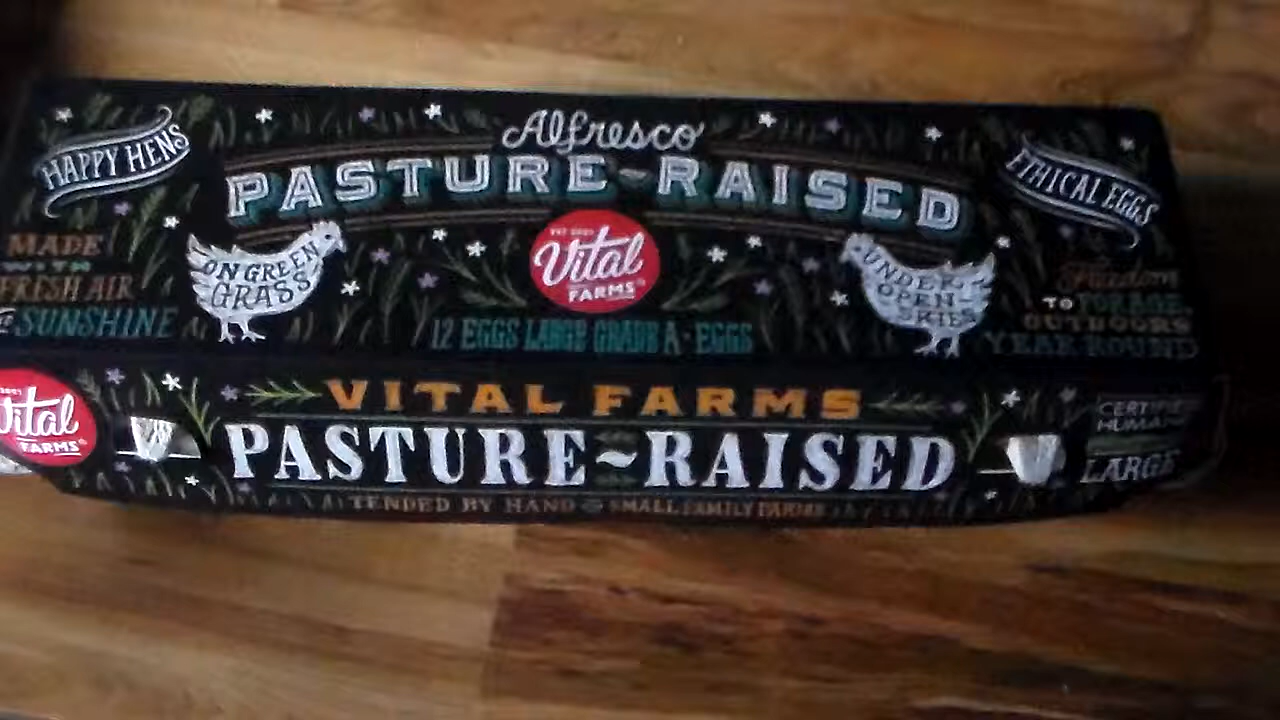 Alfresco
HAPPY HENS
PASTURE-RAISED
ETHICAL EGGS
MADE
WITH
FRESH AIR
& SUNSHINE
ON GREEN
GRASS
Vital
FARMS
UNDER
OPEN
SKIES
Freedom
TO FORAGE
OUTDOORS
YEAR-ROUND
12 EGGS LARGE GRADE A - EGGS
Vital
FARMS
VITAL FARMS
PASTURE~RAISED
TENDED BY HAND SMALL FAMILY FARMS
CERTIFIED
HUMANE
LARGE